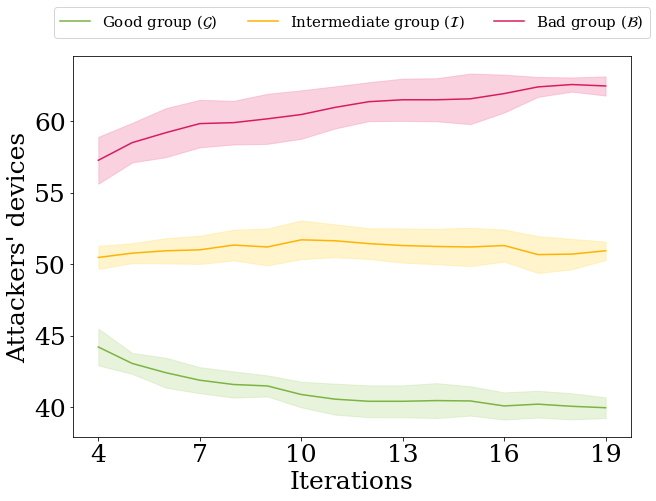 Good group (𝒢) Intermediate group (ℐ) Bad group (ℬ)
60
55
50
45
40
Attackers' devices
4 7 10 13 16 19
Iterations